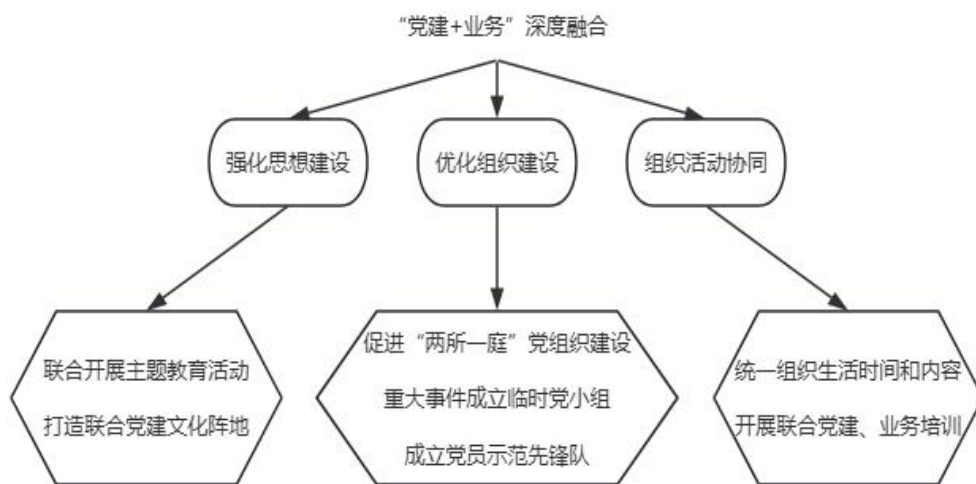 “党建+业务”深度融合
强化思想建设
优化组织建设
组织活动协同
联合开展主题教育活动
打造联合党建文化阵地
促进“两所一庭”党组织建设
重大事件成立临时党小组
成立党员示范先锋队
统一组织生活时间和内容
开展联合党建、业务培训